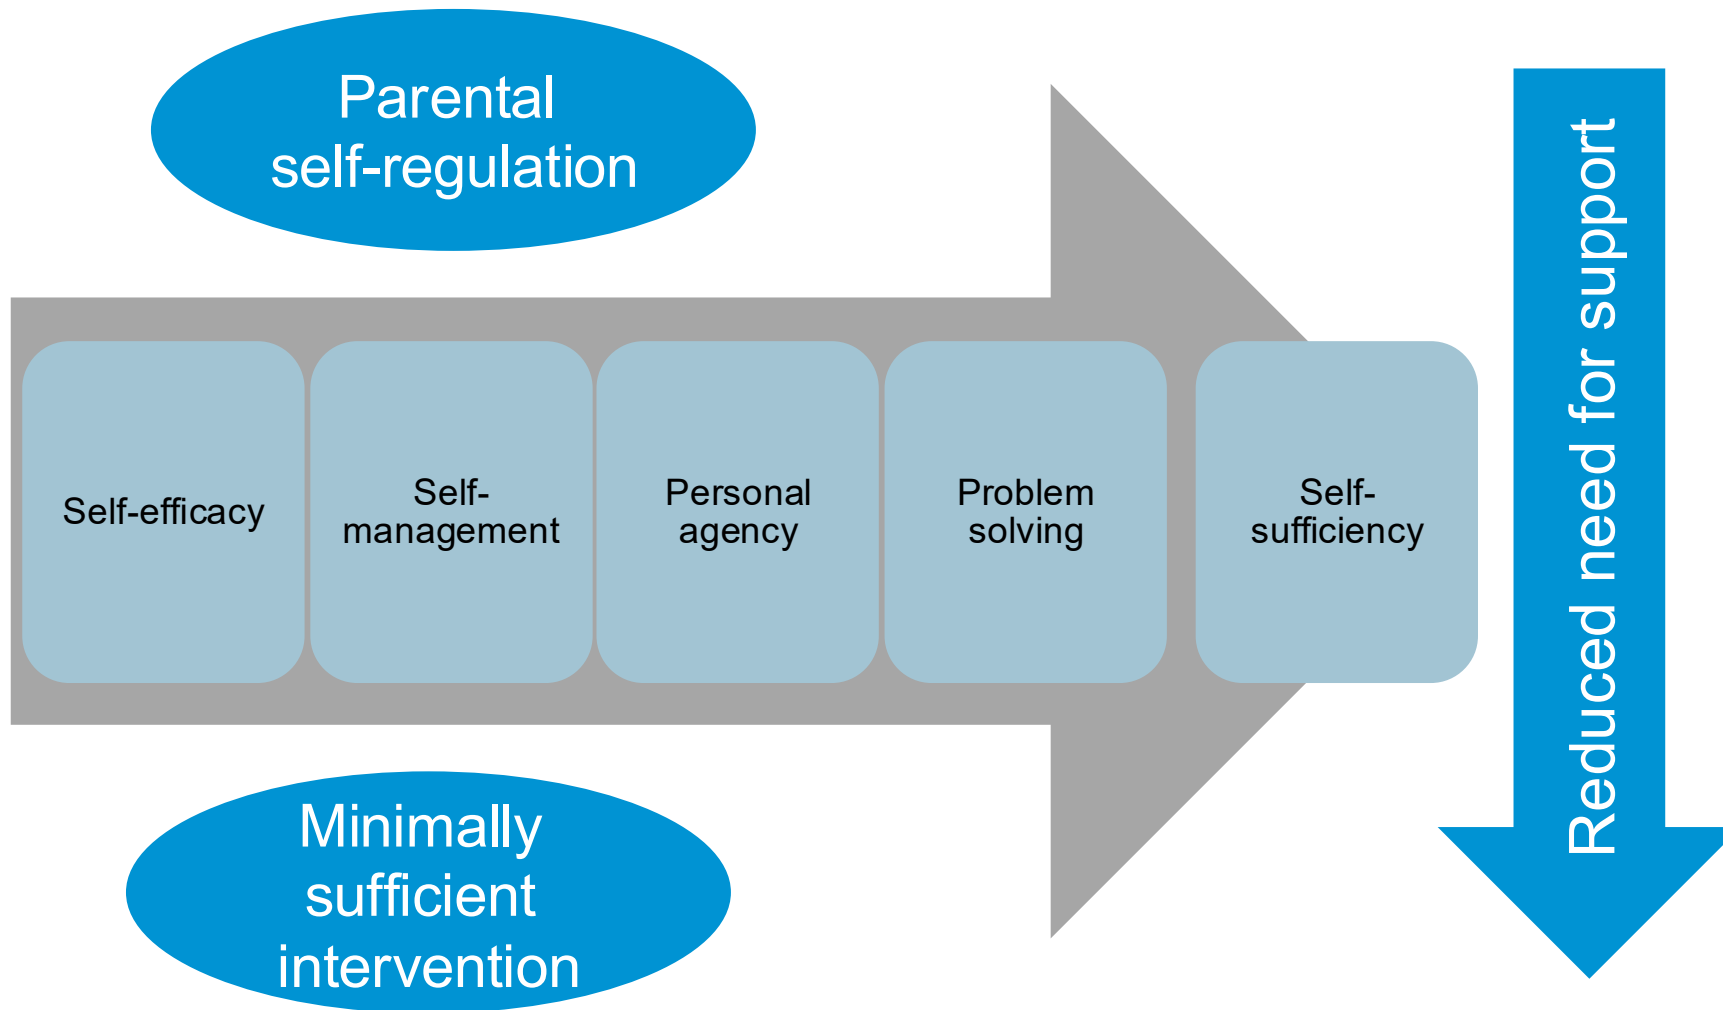 Parental
self-regulation
Self-efficacy
Self-
management
Personal
agency
Problem
solving
Self-
sufficiency
Reduced need for support
Minimally
sufficient
intervention